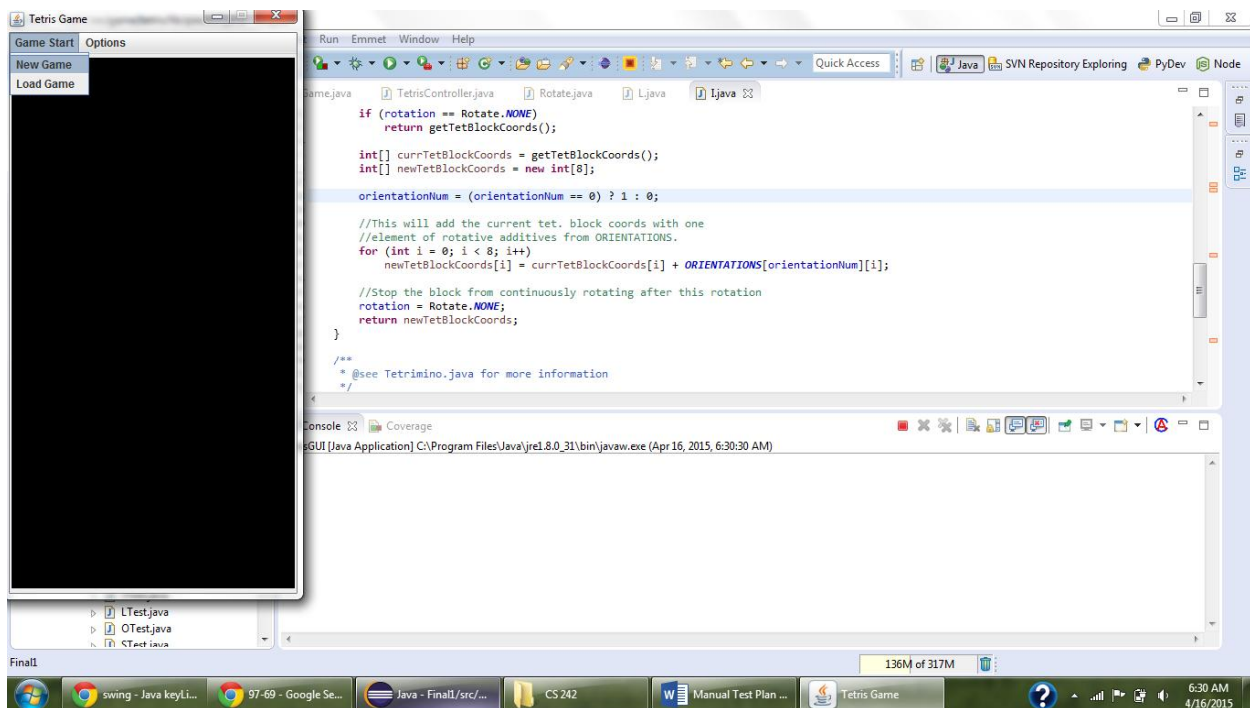 Tetris Game
Game Start Options
New Game
Load Game
Run Emmet Window Help
Quick Access
Java SVN Repository Exploring PyDev Node
Game.java TetrisController.java Rotate.java L.java I.java
if (rotation == Rotate.NONE)
return getTetBlockCoords();
int[] currTetBlockCoords = getTetBlockCoords();
int[] newTetBlockCoords = new int[8];
orientationNum = (orientationNum == 0) ? 1 : 0;
//This will add the current tet. block coords with one
//element of rotative additives from ORIENTATIONS.
for (int i = 0; i < 8; i++)
newTetBlockCoords[i] = currTetBlockCoords[i] + ORIENTATIONS[orientationNum][i];
//Stop the block from continuously rotating after this rotation
rotation = Rotate.NONE;
return newTetBlockCoords;
}
/**
* @see Tetrimino.java for more information
*/
Console Coverage
sGUI [Java Application] C:\Program Files\Java\jre1.8.0_31\bin\javaw.exe (Apr 16, 2015, 6:30:30 AM)
LTest.java
OTest.java
STest.java
Final1
136M of 317M
swing - Java keyLi... 97-69 - Google Se... Java - Final1/src/... CS 242 Manual Test Plan ... Tetris Game
6:30 AM
4/16/2015